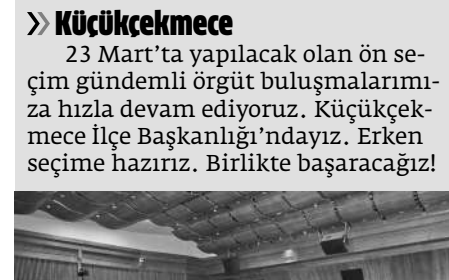 » Küçükçekmece
23 Mart’ta yapılacak olan ön se-
çim gündemli örgüt buluşmalarımı-
za hızla devam ediyoruz. Küçükçek-
mece İlçe Başkanlığı’ndayız. Erken
seçime hazırız. Birlikte başaracağız!